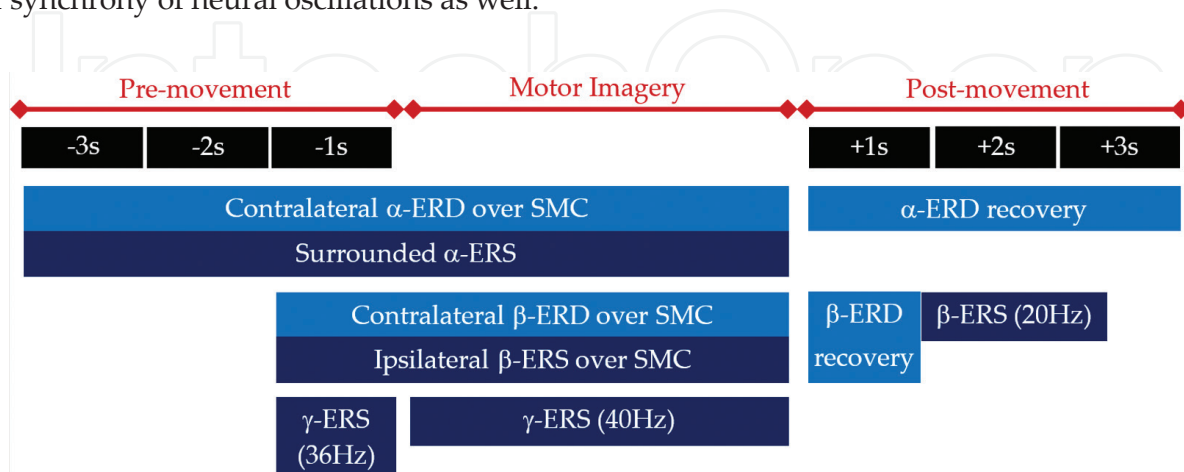 synchrony of neural oscillations as well.
Pre-movement
Motor Imagery
Post-movement
-3s
-2s
-1s
+1s
+2s
+3s
Contralateral α-ERD over SMC
α-ERD recovery
Surrounded α-ERS
Contralateral β-ERD over SMC
Ipsilateral β-ERS over SMC
β-ERD
recovery
β-ERS (20Hz)
γ-ERS
(36Hz)
γ-ERS (40Hz)